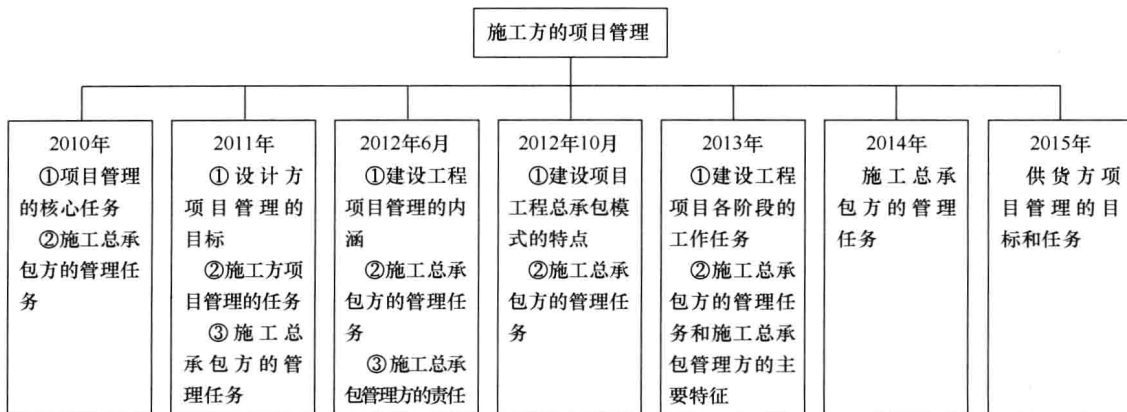 施工方的项目管理
2010年
①项目管理
的核心任务
②施工总承
包方的管理任
务
2011年
①设计方
项目管理的
目标
②施工方项
目管理的任务
③施工总
承包方的管
理任务
2012年6月
①建设工程
项目管理的内
涵
②施工总承
包方的管理任
务
③施工总承
包管理方的责任
2012年10月
①建设项目
工程总承包模
式的特点
②施工总承
包方的管理任
务
2013年
①建设工程
项目各阶段的
工作任务
②施工总承
包方的管理任
务和施工总承
包管理方的主
要特征
2014年
施工总承
包方的管理
任务
2015年
供货方项
目管理的目
标和任务